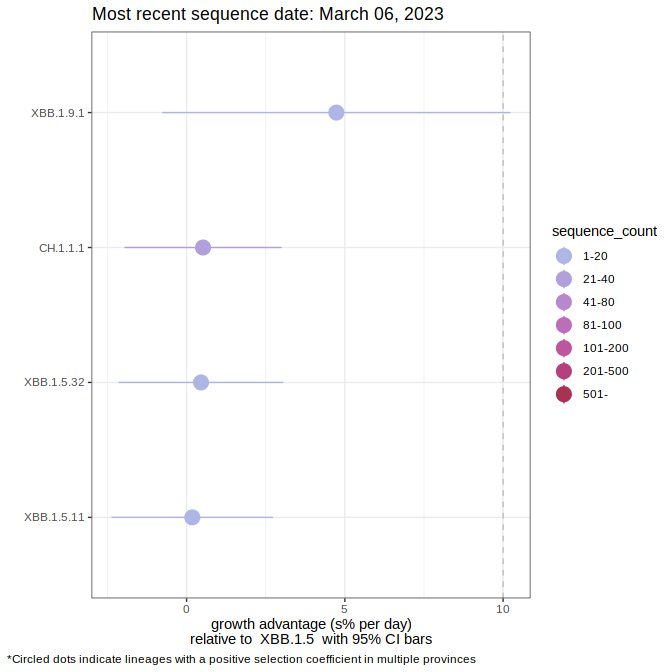 Most recent sequence date: March 06, 2023
XBB.1.9.1
CH.1.1.1
XBB.1.5.32
XBB.1.5.11
0 5 10
growth advantage (s% per day)
relative to  XBB.1.5  with 95% CI bars
sequence_count
1-20
21-40
41-80
81-100
101-200
201-500
501-
*Circled dots indicate lineages with a positive selection coefficient in multiple provinces